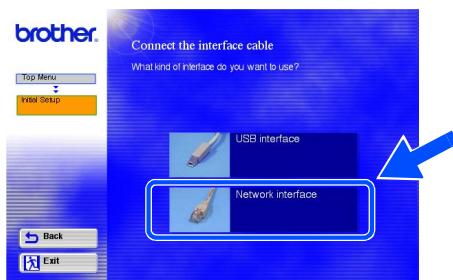 brother.
Connect the interface cable
What kind of interface do you want to use?
Top Menu
Initial Setup
USB interface
Network interface
Back
Exit